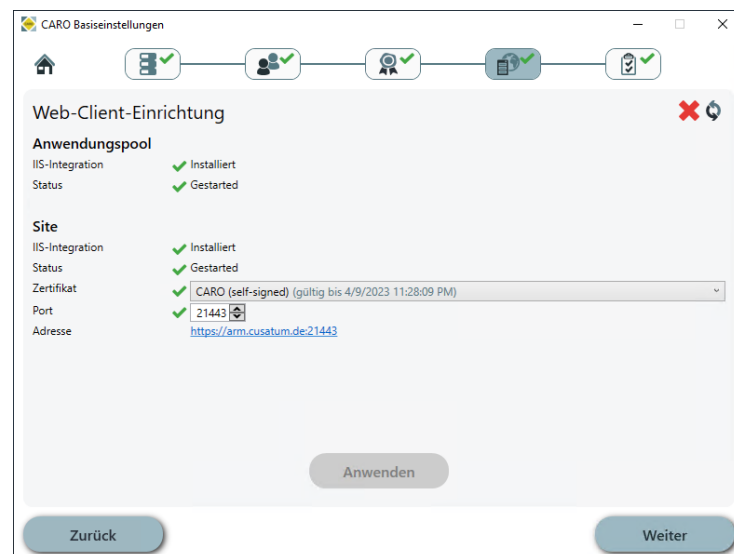 CARO Basiseinstellungen
Web-Client-Einrichtung
Anwendungspool
IIS-Integration Installiert
Status Gestarted
Site
IIS-Integration Installiert
Status Gestarted
Zertifikat CARO (self-signed) (gültig bis 4/9/2023 11:28:09 PM)
Port 21443
Adresse https://arm.cusatum.de:21443
Anwenden
Zurück Weiter